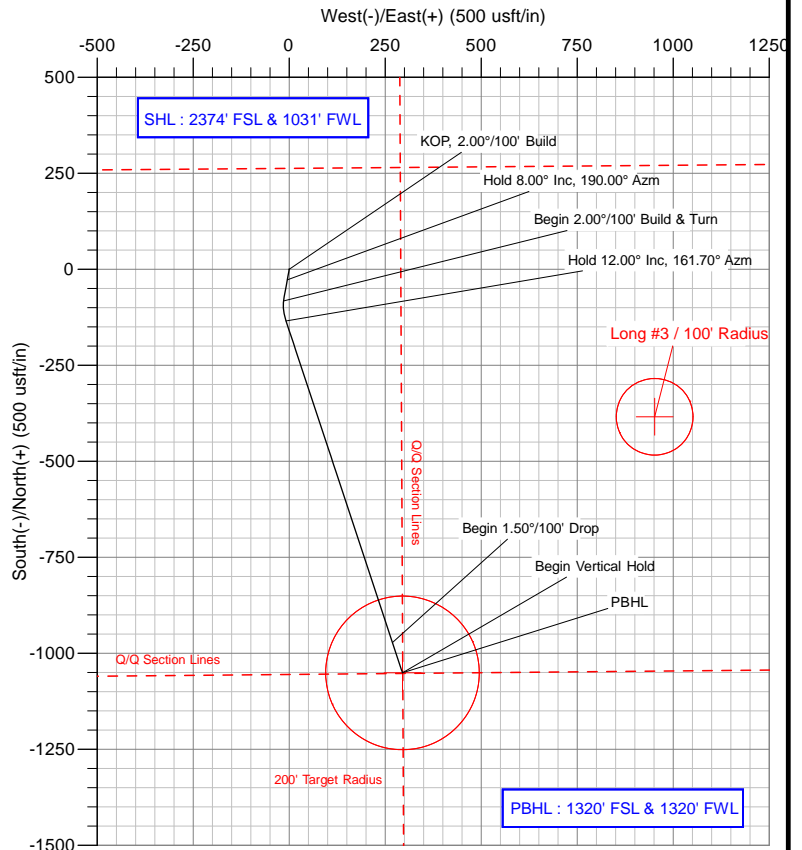 West(-)/East(+) (500 usft/in)
-500 -250 0 250 500 750 1000 1250
500
SHL : 2374' FSL & 1031' FWL
KOP, 2.00°/100' Build
250
Hold 8.00° Inc, 190.00° Azm
Begin 2.00°/100' Build & Turn
Hold 12.00° Inc, 161.70° Azm
0
Long #3 / 100' Radius
-250
South(-)/North(+) (500 usft/in)
-500
Q/Q Section Lines
Begin 1.50°/100' Drop
Begin Vertical Hold
-750
PBHL
Q/Q Section Lines
-1000
-1250
200' Target Radius
PBHL : 1320' FSL & 1320' FWL
-1500